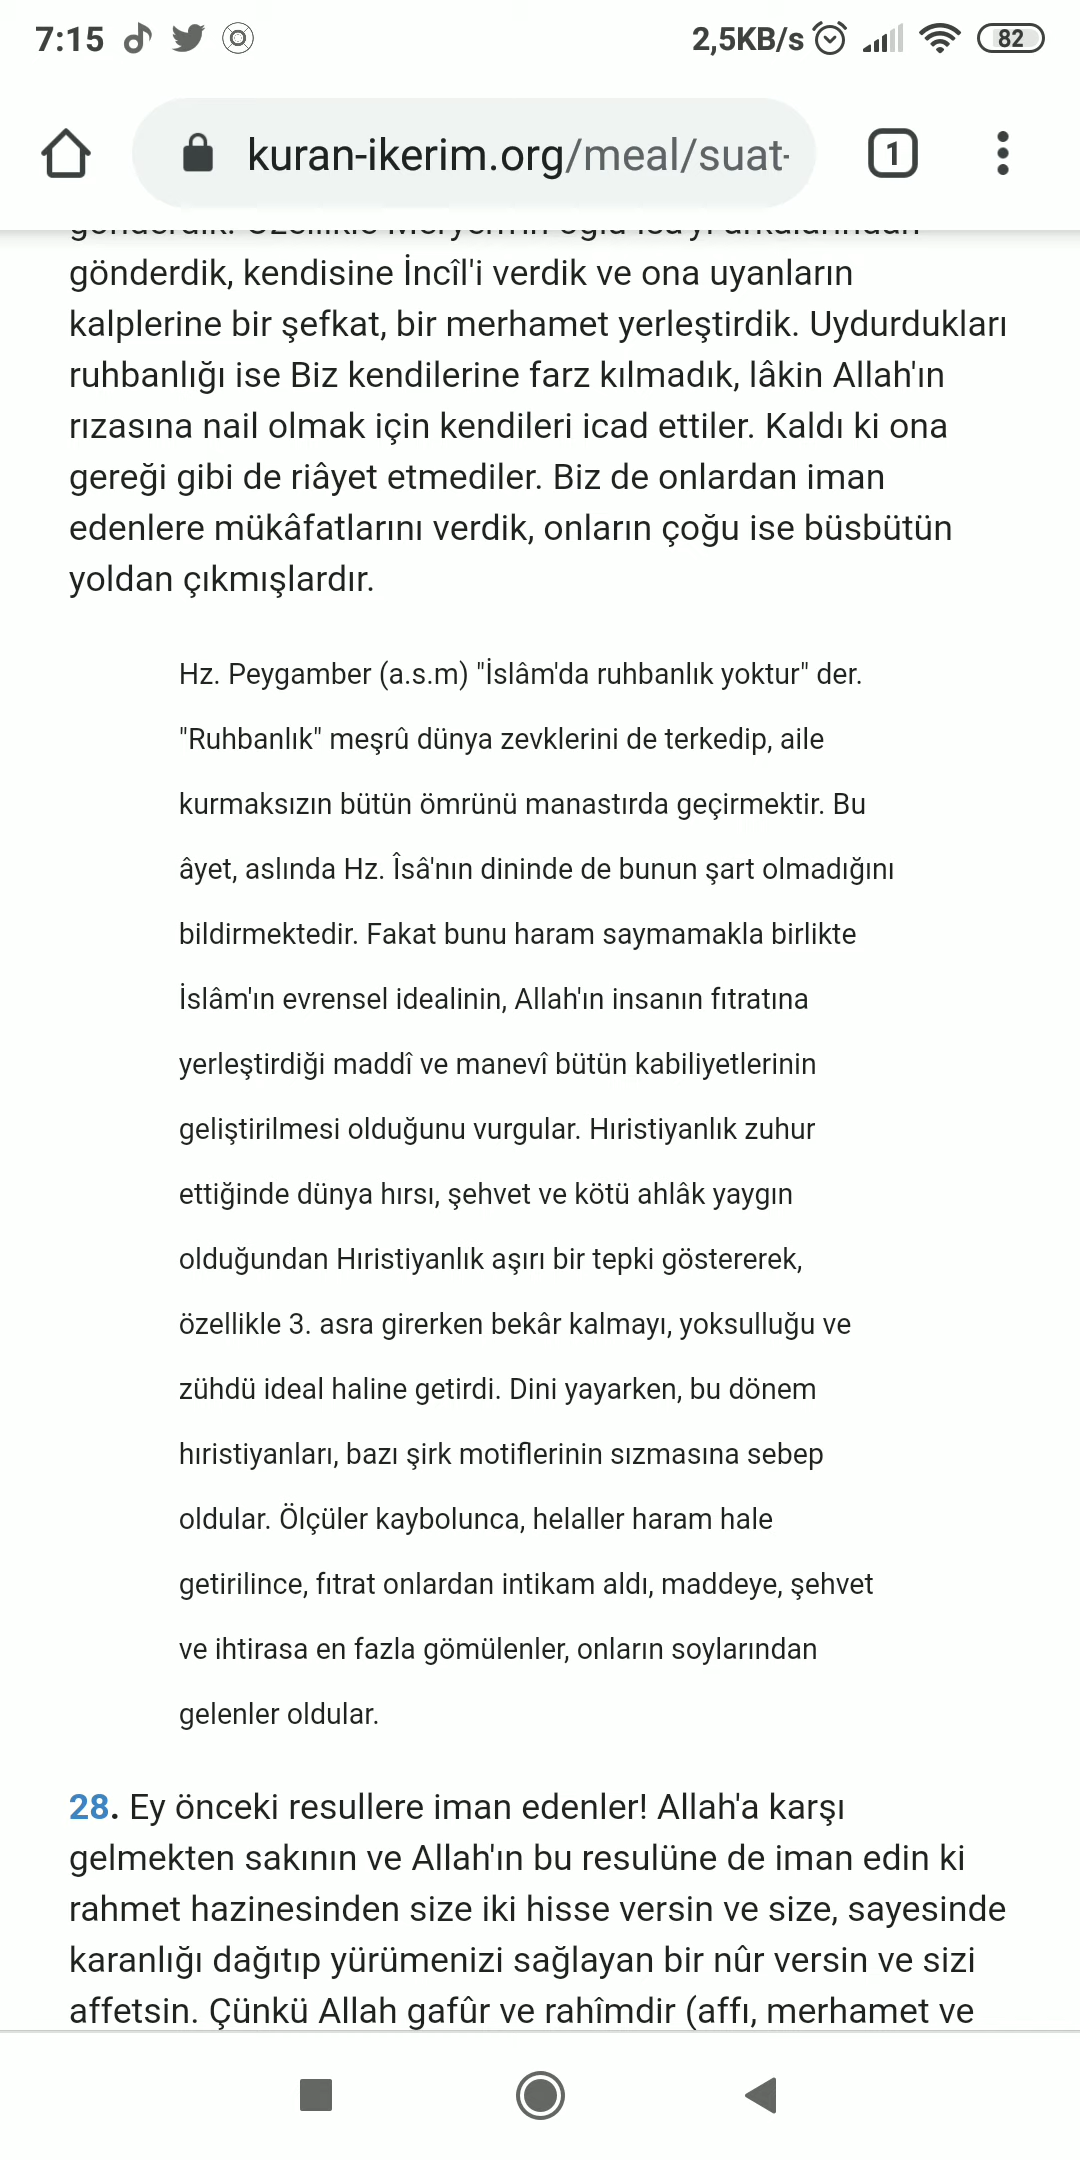 7:15
2,5KB/s
82
kuran-ikerim.org/meal/suat-
1
gönderdik, kendisine İncîl'i verdik ve ona uyanların
kalplerine bir şefkat, bir merhamet yerleştirdik. Uydurdukları
ruhbanlığı ise Biz kendilerine farz kılmadık, lâkin Allah'ın
rızasına nail olmak için kendileri icad ettiler. Kaldı ki ona
gereği gibi de riâyet etmediler. Biz de onlardan iman
edenlere mükâfatlarını verdik, onların çoğu ise büsbütün
yoldan çıkmışlardır.
Hz. Peygamber (a.s.m) "İslâm'da ruhbanlık yoktur" der.
"Ruhbanlık" meşrû dünya zevklerini de terkedip, aile
kurmaksızın bütün ömrünü manastırda geçirmektir. Bu
âyet, aslında Hz. Îsâ'nın dininde de bunun şart olmadığını
bildirmektedir. Fakat bunu haram saymamakla birlikte
İslâm'ın evrensel idealinin, Allah'ın insanın fıtratına
yerleştirdiği maddî ve manevî bütün kabiliyetlerinin
geliştirilmesi olduğunu vurgular. Hıristiyanlık zuhur
ettiğinde dünya hırsı, şehvet ve kötü ahlâk yaygın
olduğundan Hıristiyanlık aşırı bir tepki göstererek,
özellikle 3. asra girerken bekâr kalmayı, yoksulluğu ve
zühdü ideal haline getirdi. Dini yayarken, bu dönem
hıristiyanları, bazı şirk motiflerinin sızmasına sebep
oldular. Ölçüler kaybolunca, helaller haram hale
getirilince, fıtrat onlardan intikam aldı, maddeye, şehvet
ve ihtirasa en fazla gömülenler, onların soylarından
gelenler oldular.
28. Ey önceki resullere iman edenler! Allah'a karşı
gelmekten sakının ve Allah'ın bu resulüne de iman edin ki
rahmet hazinesinden size iki hisse versin ve size, sayesinde
karanlığı dağıtıp yürümenizi sağlayan bir nûr versin ve sizi
affetsin. Çünkü Allah gafûr ve rahîmdir (affı, merhamet ve